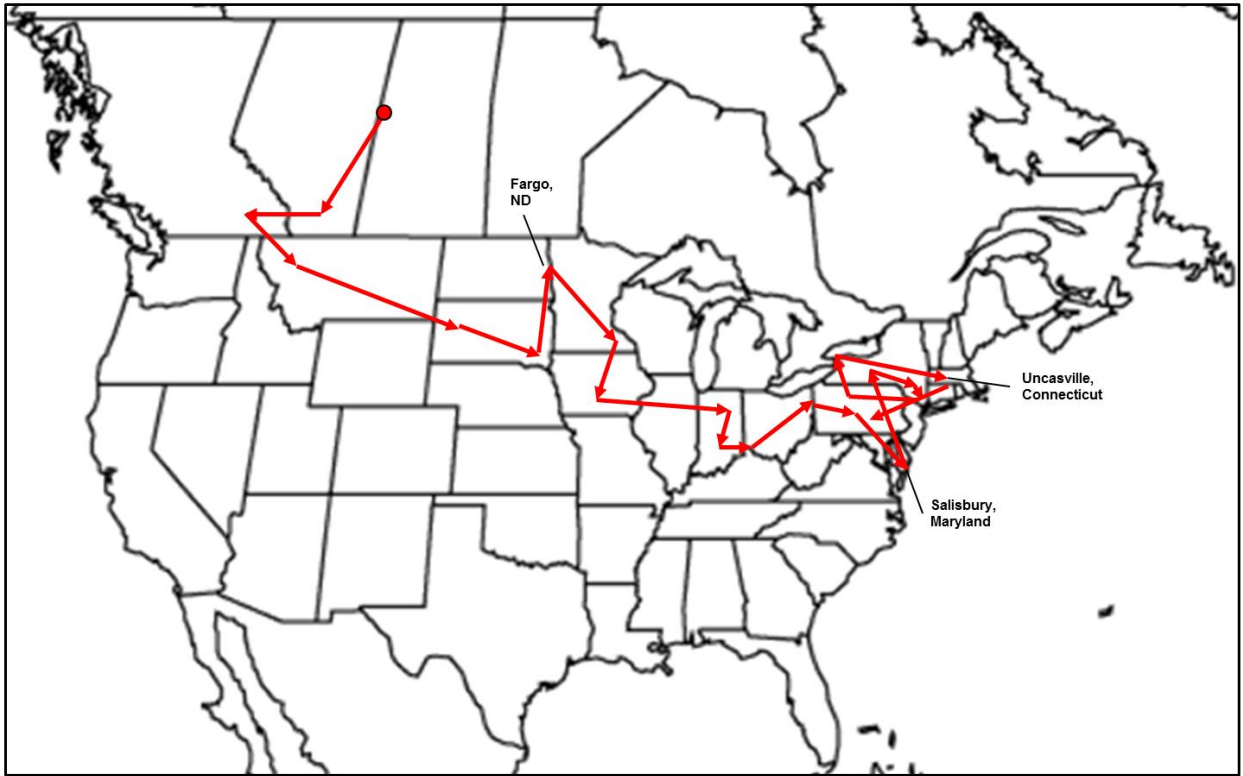 Fargo,
ND
Uncasville,
Connecticut
Salisbury,
Maryland